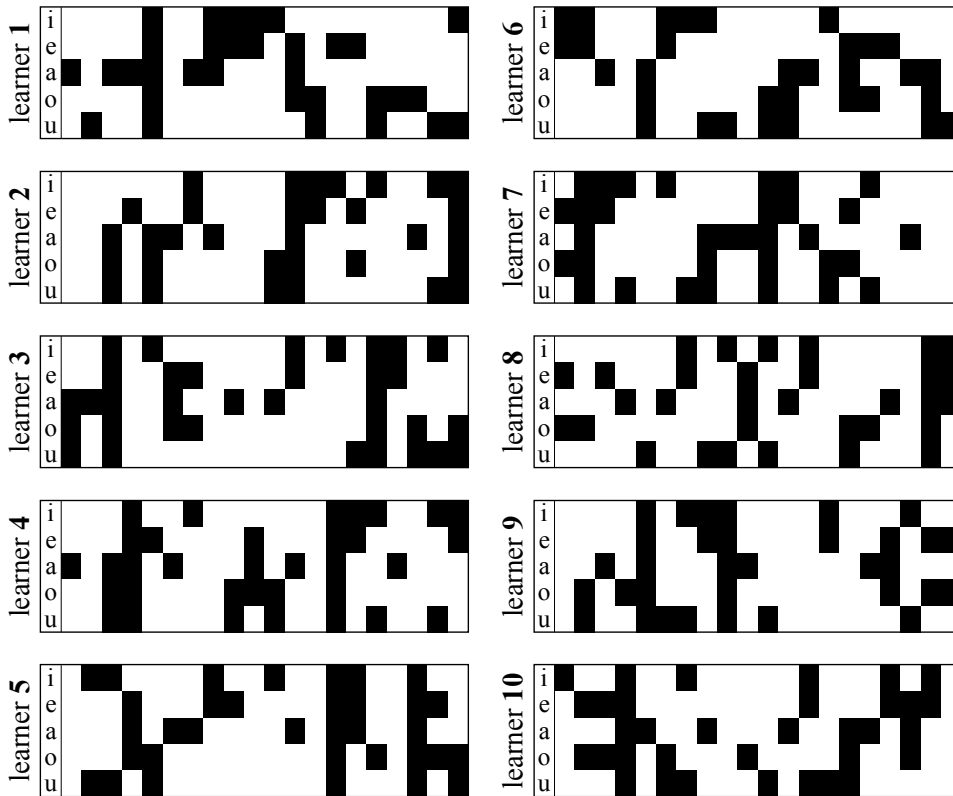 learner 1
i
e
a
o
u
learner 2
i
e
a
o
u
learner 3
i
e
a
o
u
learner 4
i
e
a
o
u
learner 5
i
e
a
o
u
learner 6
i
e
a
o
u
learner 7
i
e
a
o
u
learner 8
i
e
a
o
u
learner 9
i
e
a
o
u
learner 10
i
e
a
o
u